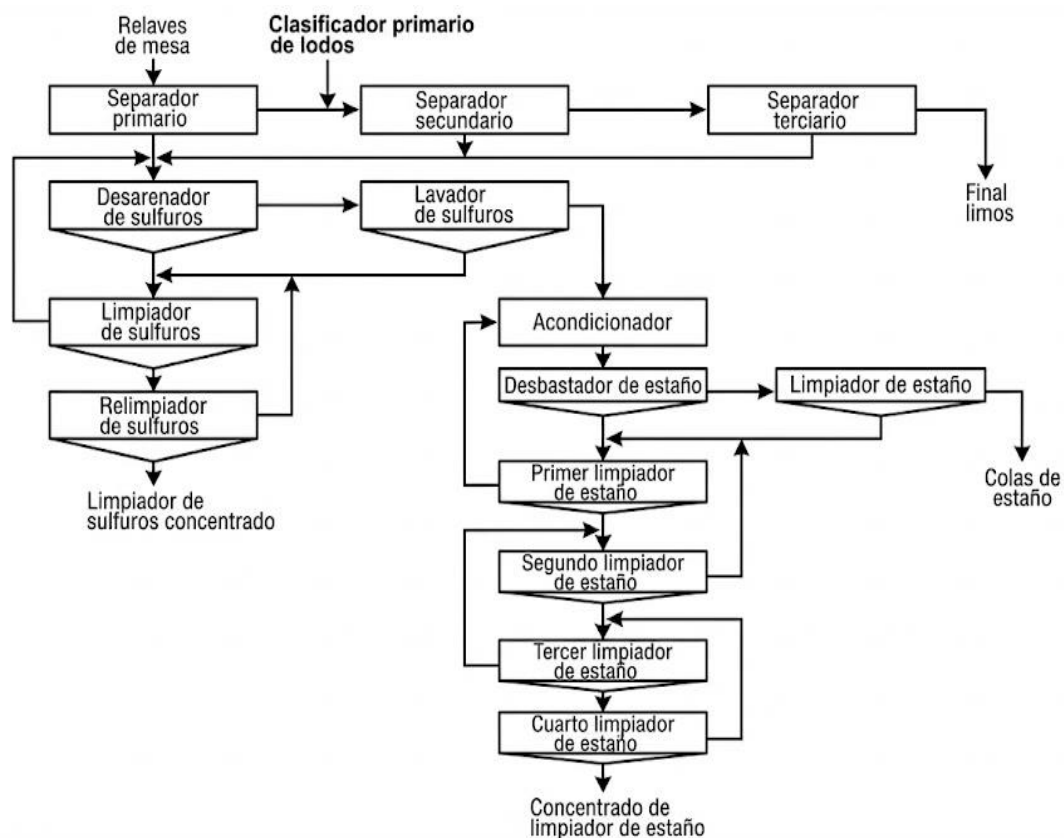 Relaves
de mesa
Clasificador primario
de lodos
Separador
primario
Separador
secundario
Separador
terciario
Final
limos
Desarenador
de sulfuros
Lavador
de sulfuros
Limpiador
de sulfuros
Acondicionador
Relimpiador
de sulfuros
Desbastador de estaño
Limpiador de estaño
Limpiador de
sulfuros concentrado
Primer limpiador
de estaño
Colas de
estaño
Segundo limpiador
de estaño
Tercer limpiador
de estaño
Cuarto limpiador
de estaño
Concentrado de
limpiador de estaño